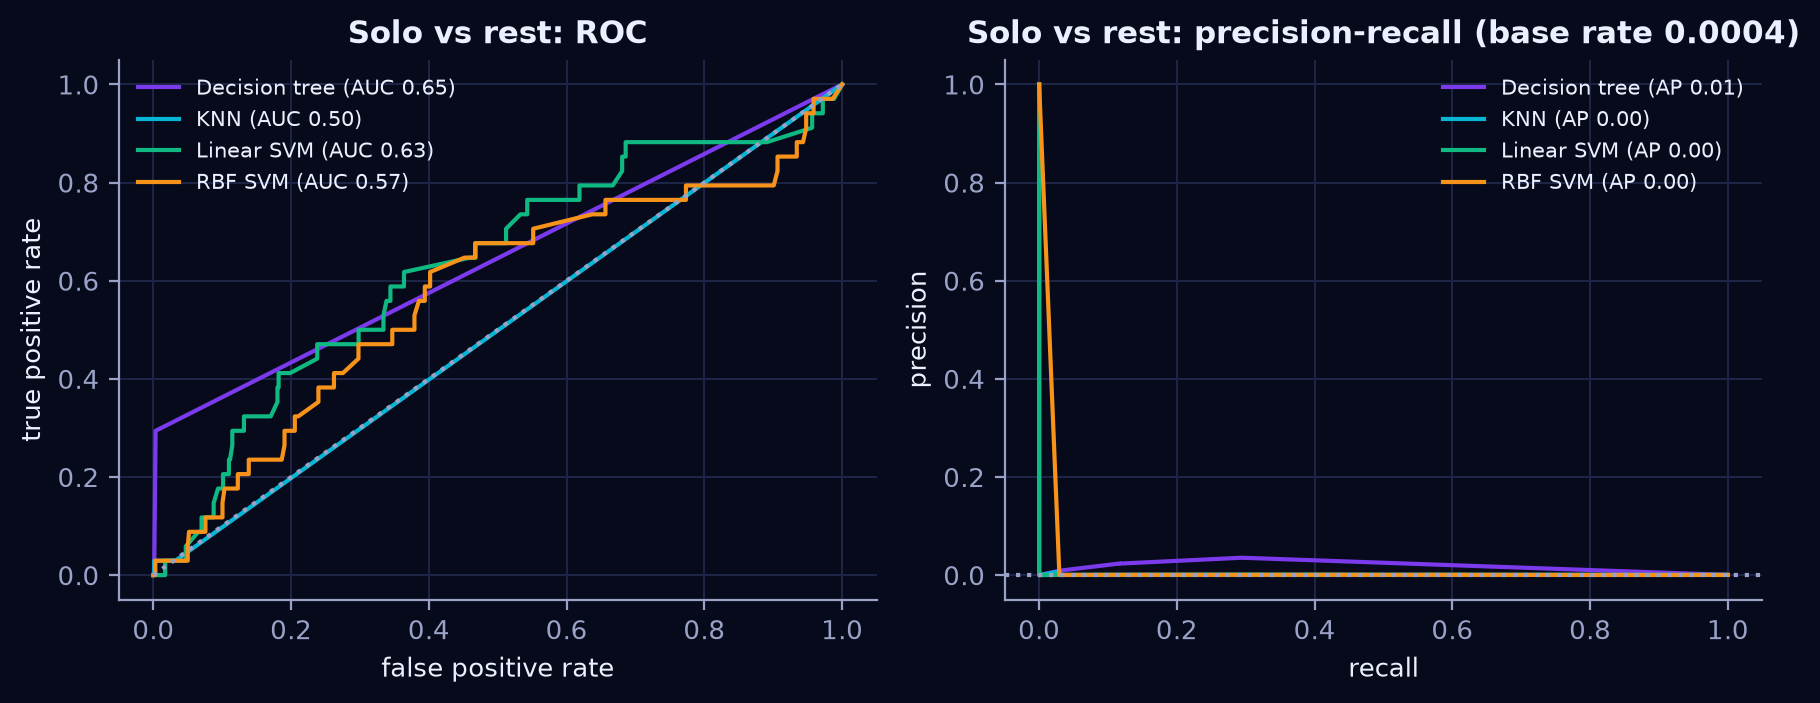 Solo vs rest: ROC
true positive rate
1.0
0.8
0.6
0.4
0.2
0.0
Decision tree (AUC 0.65)
KNN (AUC 0.50)
Linear SVM (AUC 0.63)
RBF SVM (AUC 0.57)
0.0 0.2 0.4 0.6 0.8 1.0
false positive rate
Solo vs rest: precision-recall (base rate 0.0004)
precision
1.0
0.8
0.6
0.4
0.2
0.0
Decision tree (AP 0.01)
KNN (AP 0.00)
Linear SVM (AP 0.00)
RBF SVM (AP 0.00)
0.0 0.2 0.4 0.6 0.8 1.0
recall